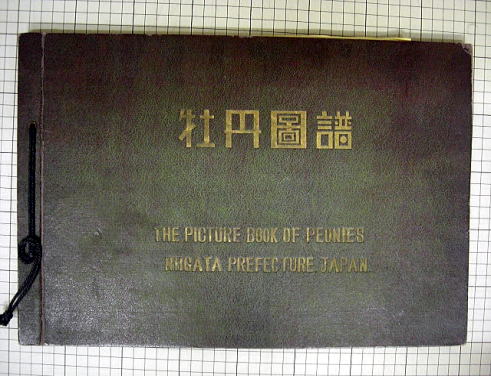 牡丹圖譜
THE PICTURE BOOK OF PEONIES
NIIGATA PREFECTURE. JAPAN.